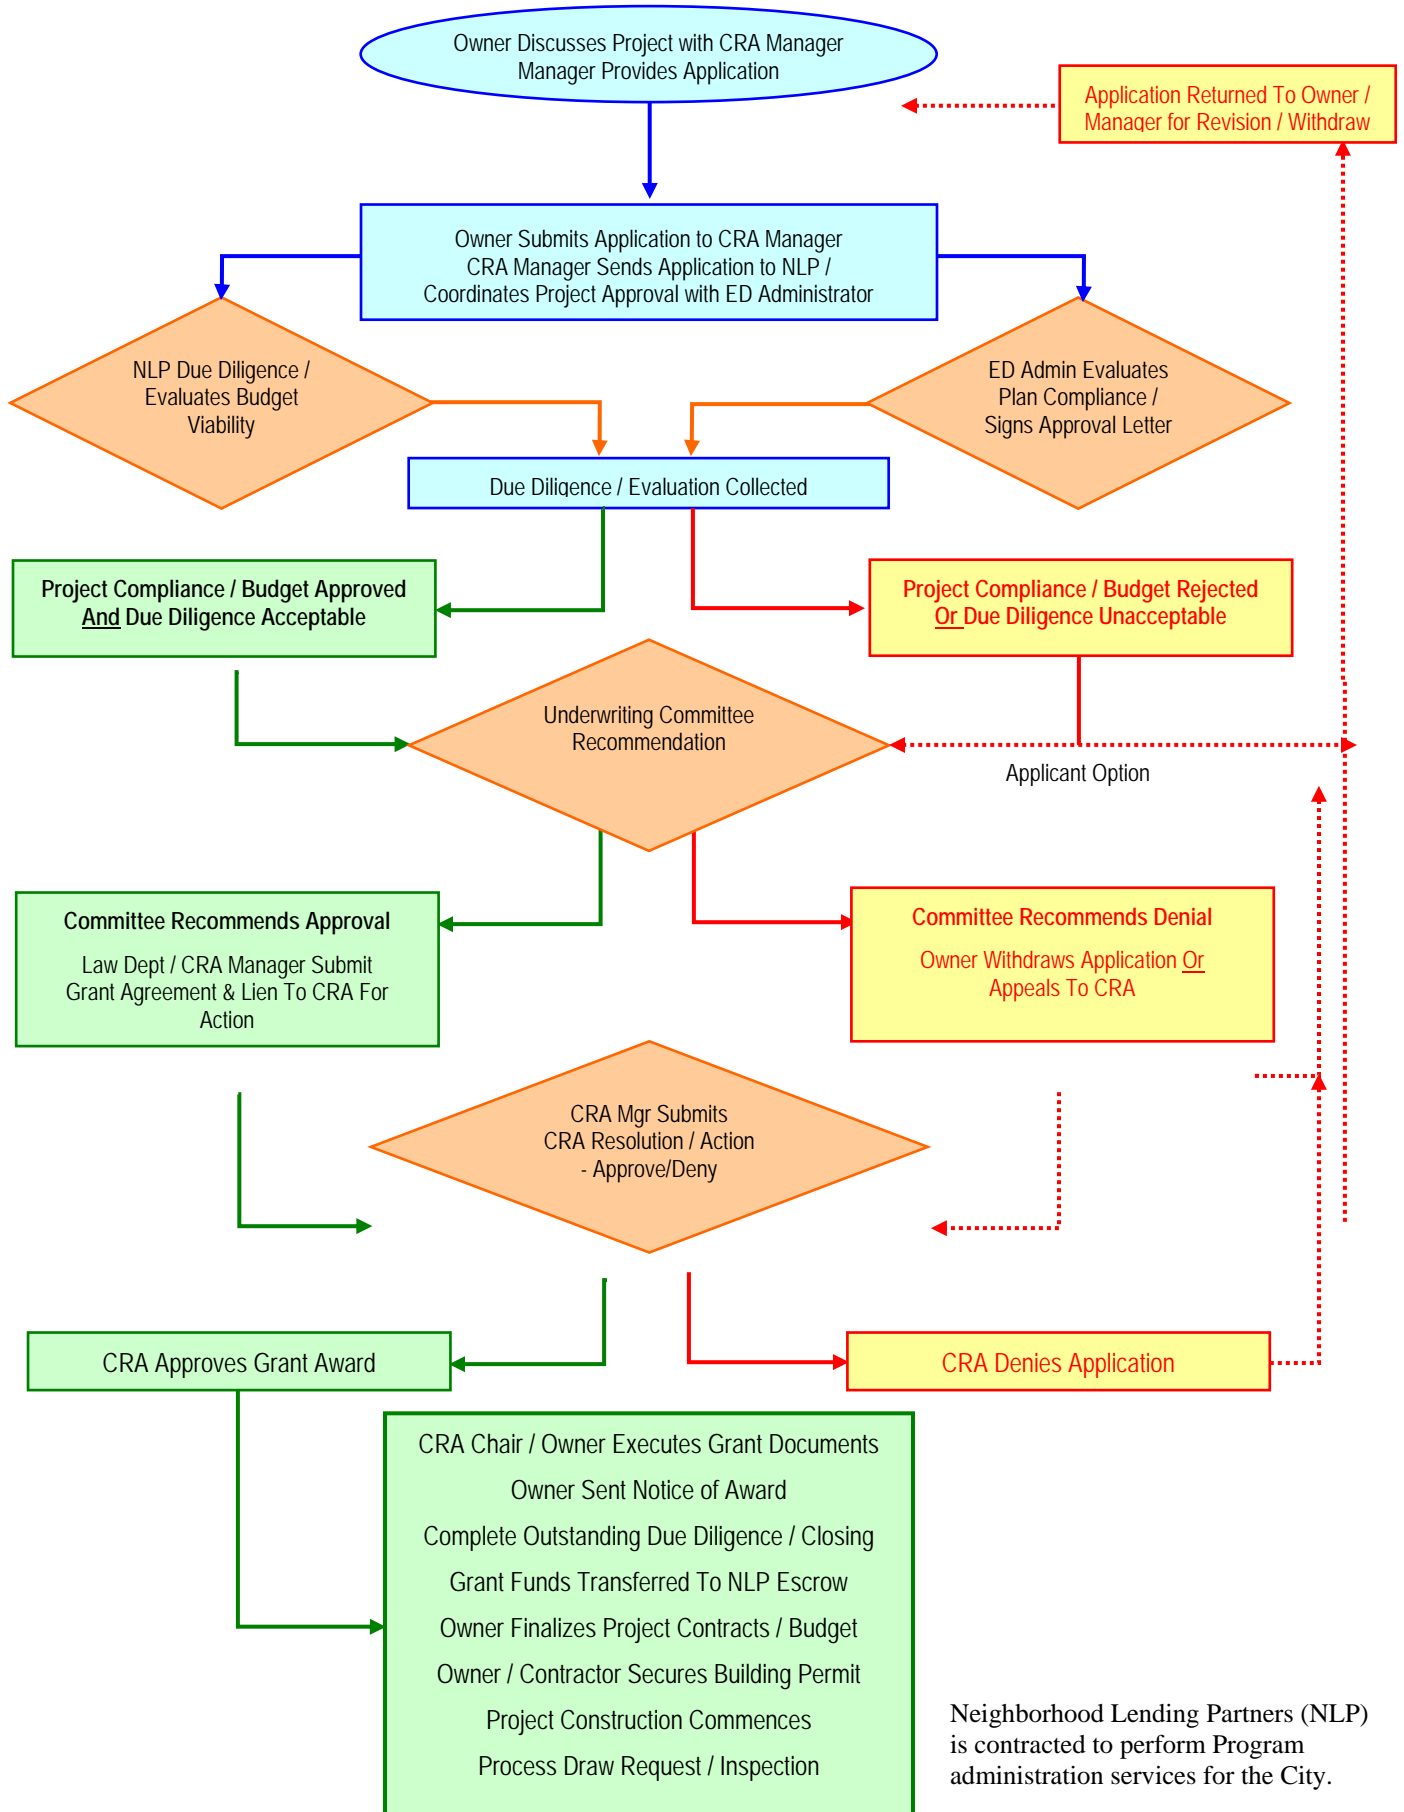 Owner Discusses Project with CRA Manager
Manager Provides Application
Application Returned To Owner /
Manager for Revision / Withdraw
Owner Submits Application to CRA Manager
CRA Manager Sends Application to NLP /
Coordinates Project Approval with ED Administrator
NLP Due Diligence /
Evaluates Budget
Viability
ED Admin Evaluates
Plan Compliance /
Signs Approval Letter
Due Diligence / Evaluation Collected
Project Compliance / Budget Approved
And Due Diligence Acceptable
Project Compliance / Budget Rejected
Or Due Diligence Unacceptable
Underwriting Committee
Recommendation
Applicant Option
Committee Recommends Approval
Law Dept / CRA Manager Submit
Grant Agreement & Lien To CRA For
Action
Committee Recommends Denial
Owner Withdraws Application Or
Appeals To CRA
CRA Mgr Submits
CRA Resolution / Action
- Approve/Deny
CRA Approves Grant Award
CRA Denies Application
CRA Chair / Owner Executes Grant Documents
Owner Sent Notice of Award
Complete Outstanding Due Diligence / Closing
Grant Funds Transferred To NLP Escrow
Owner Finalizes Project Contracts / Budget
Owner / Contractor Secures Building Permit
Project Construction Commences
Process Draw Request / Inspection
Neighborhood Lending Partners (NLP)
is contracted to perform Program
administration services for the City.